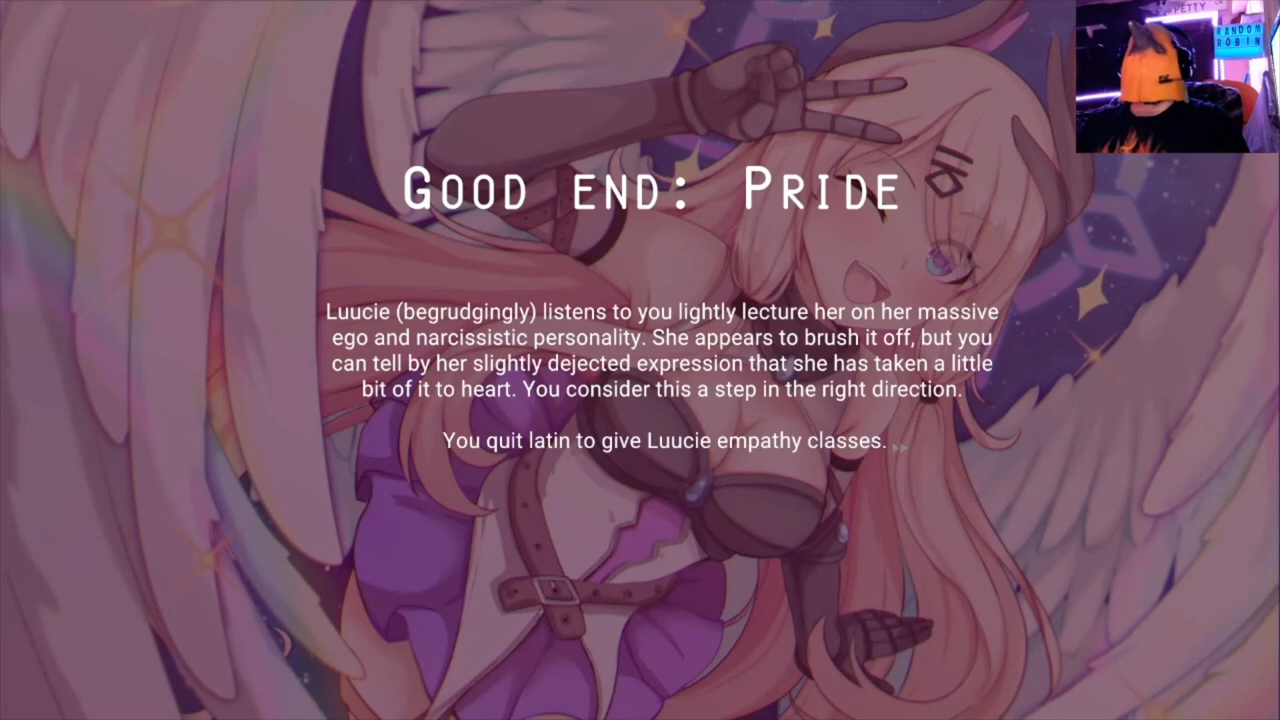 PETTY LN
RANDOM
ROBIN
Good end: Pride
Luucie (begrudgingly) listens to you lightly lecture her on her massive
ego and narcissistic personality. She appears to brush it off, but you
can tell by her slightly dejected expression that she has taken a little
bit of it to heart. You consider this a step in the right direction.
You quit latin to give Luucie empathy classes.